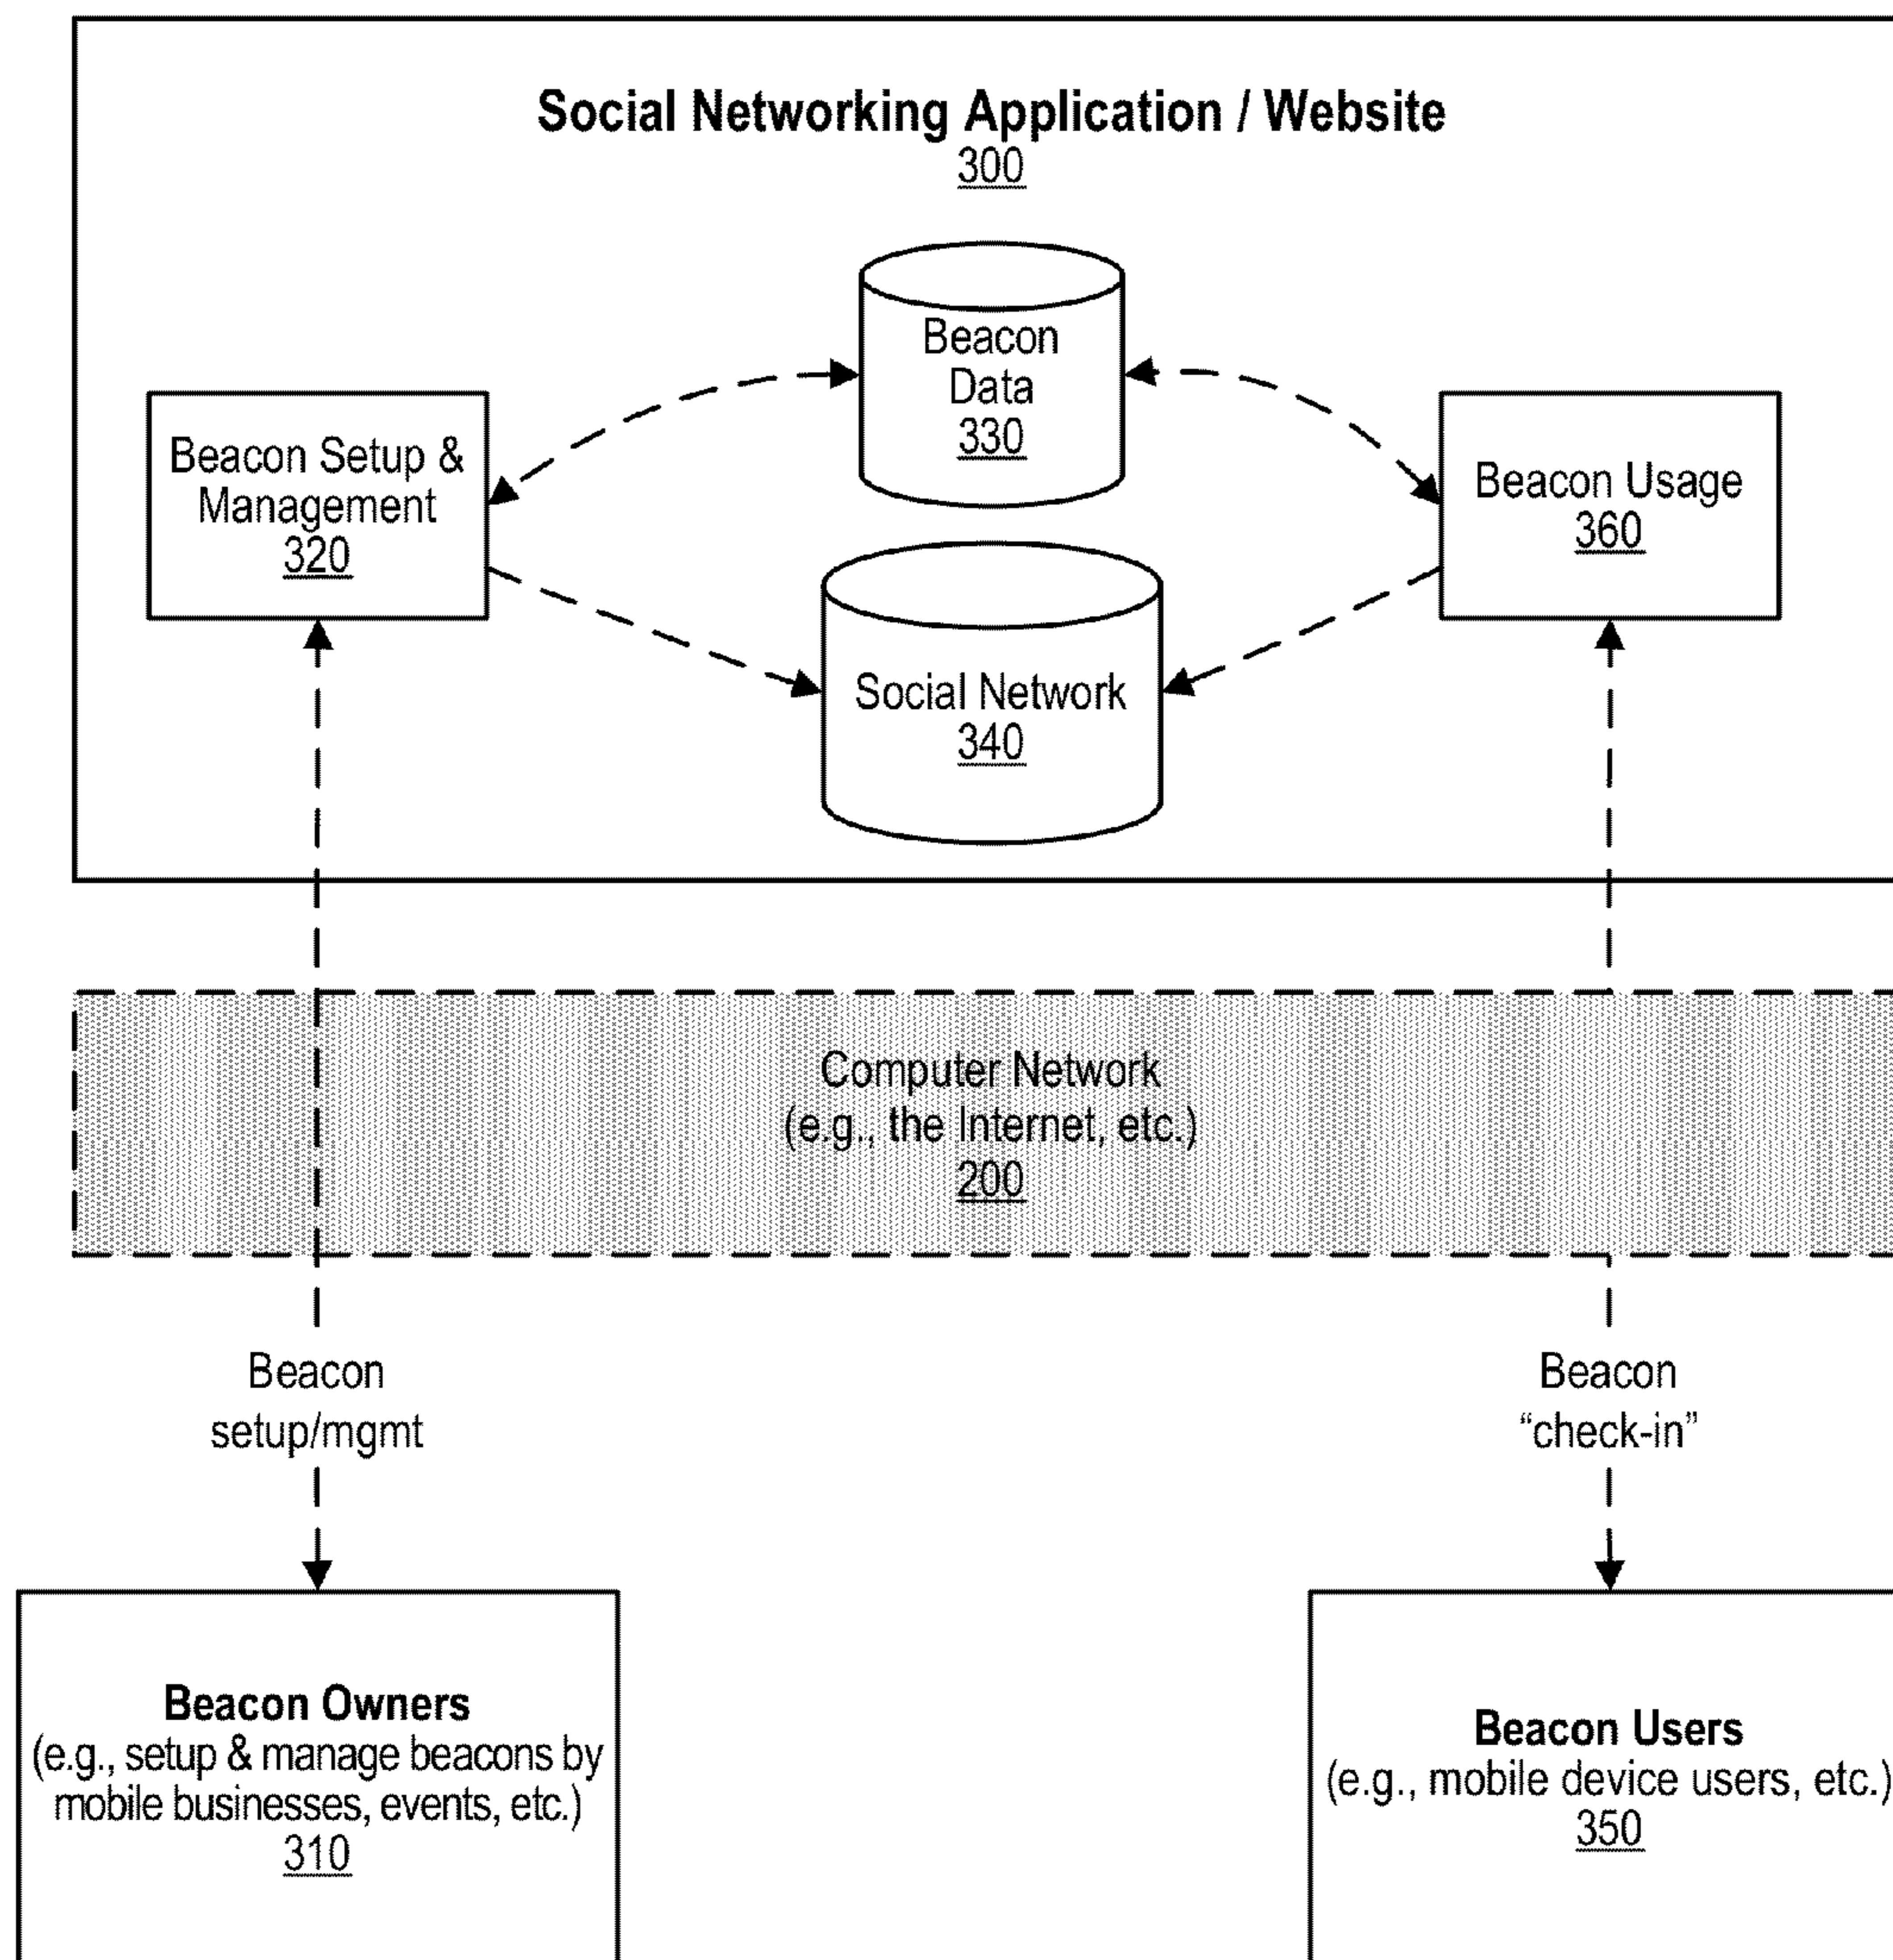 Social Networking Application / Website
300
Beacon
Data
330
Beacon Setup &
Management
320
Beacon Usage
360
Social Network
340
Computer Network
(e.g., the Internet, etc.)
200
Beacon
setup/mgmt
Beacon
“check-in”
Beacon Owners
(e.g., setup & manage beacons by
mobile businesses, events, etc.)
310
Beacon Users
(e.g., mobile device users, etc.)
350